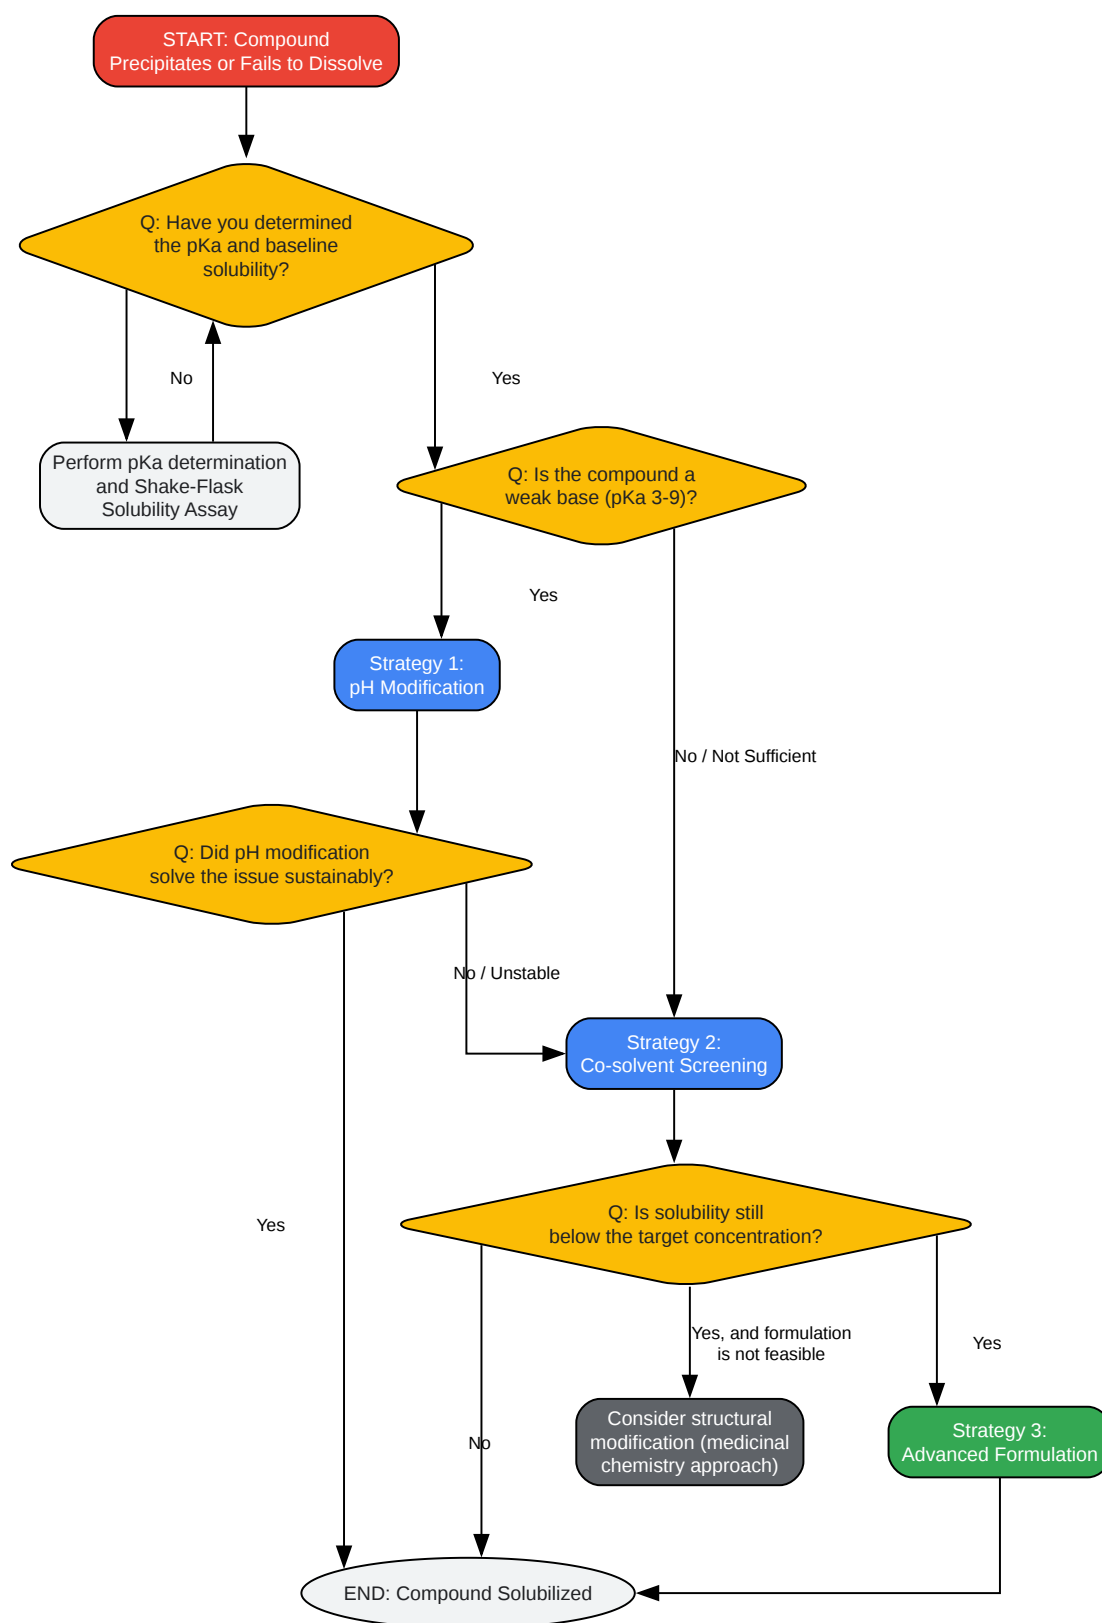 START: Compound
Precipitates or Fails to Dissolve
Q: Have you determined
the pKa and baseline
solubility?
No
Yes
Perform pKa determination
and Shake-Flask
Solubility Assay
Q: Is the compound a
weak base (pKa 3-9)?
Yes
Strategy 1:
pH Modification
No / Not Sufficient
Q: Did pH modification
solve the issue sustainably?
No / Unstable
Strategy 2:
Co-solvent Screening
Yes
Q: Is solubility still
below the target concentration?
Yes, and formulation
is not feasible
Yes
No
Consider structural
modification (medicinal
chemistry approach)
Strategy 3:
Advanced Formulation
END: Compound Solubilized